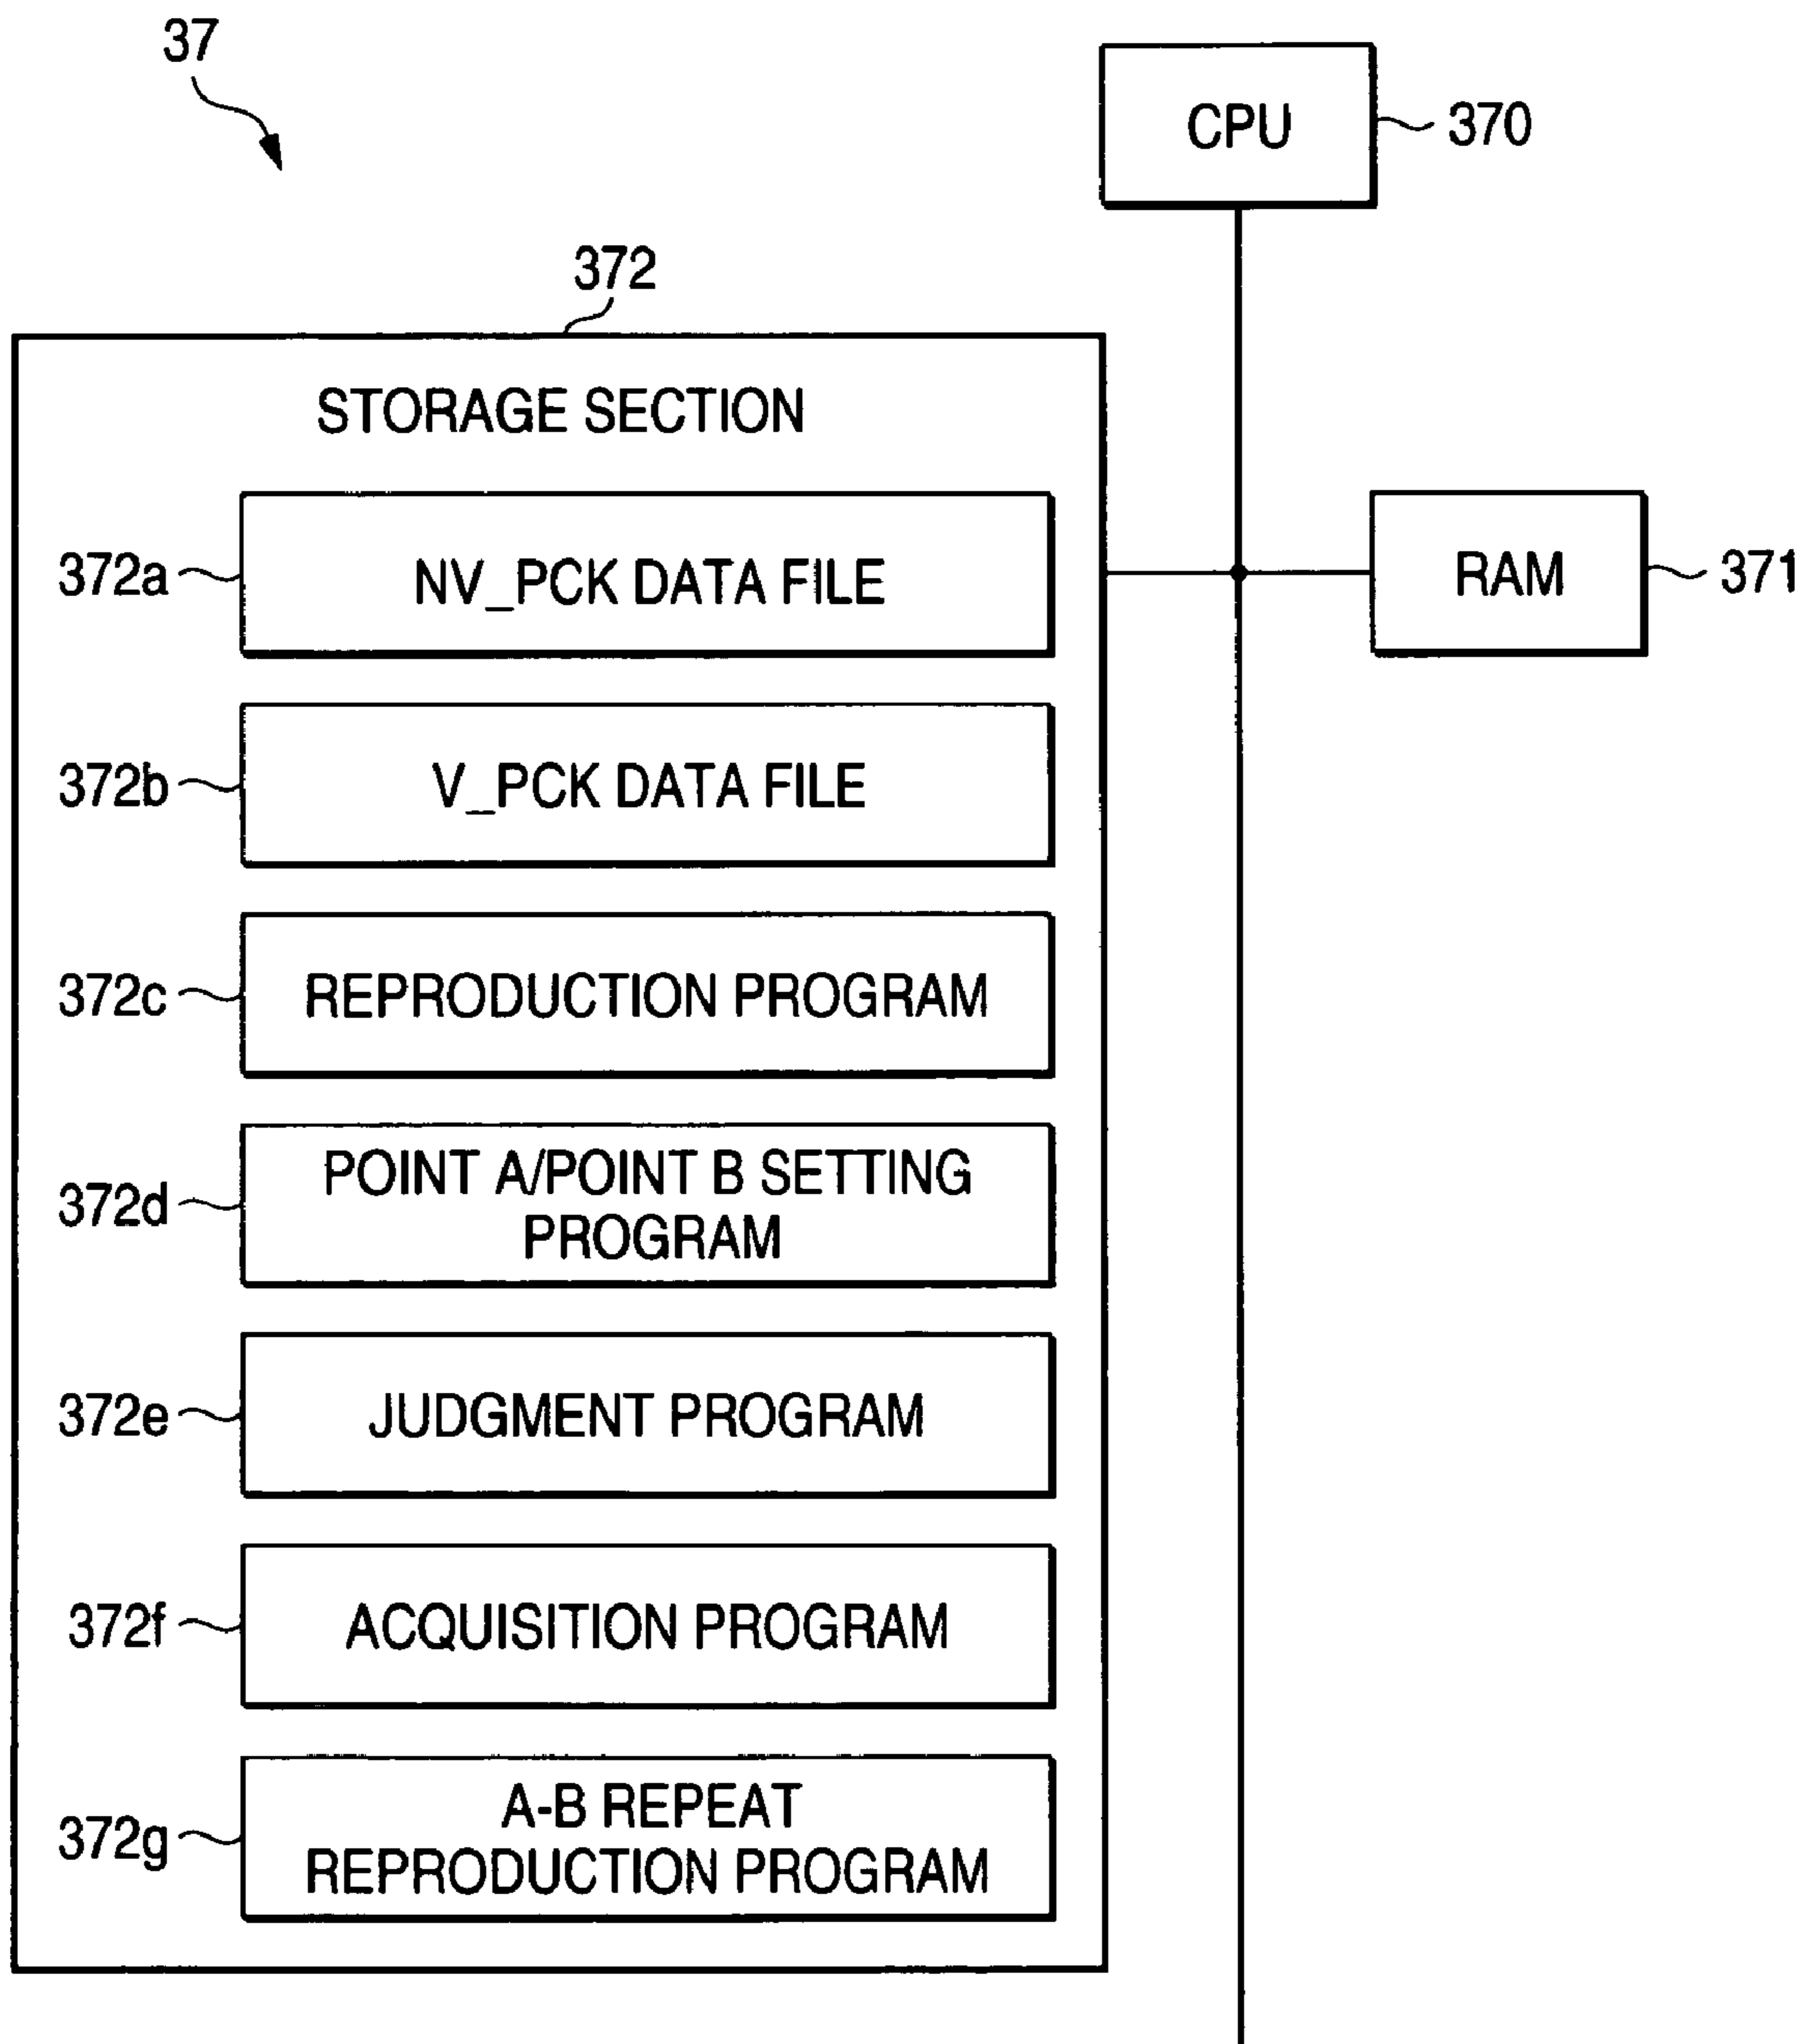 37
CPU
370
372
STORAGE SECTION
372a
NV_PCK DATA FILE
RAM
371
372b
V_PCK DATA FILE
372c
REPRODUCTION PROGRAM
372d
POINT A/POINT B SETTING
PROGRAM
372e
JUDGMENT PROGRAM
372f
ACQUISITION PROGRAM
372g
A-B REPEAT
REPRODUCTION PROGRAM